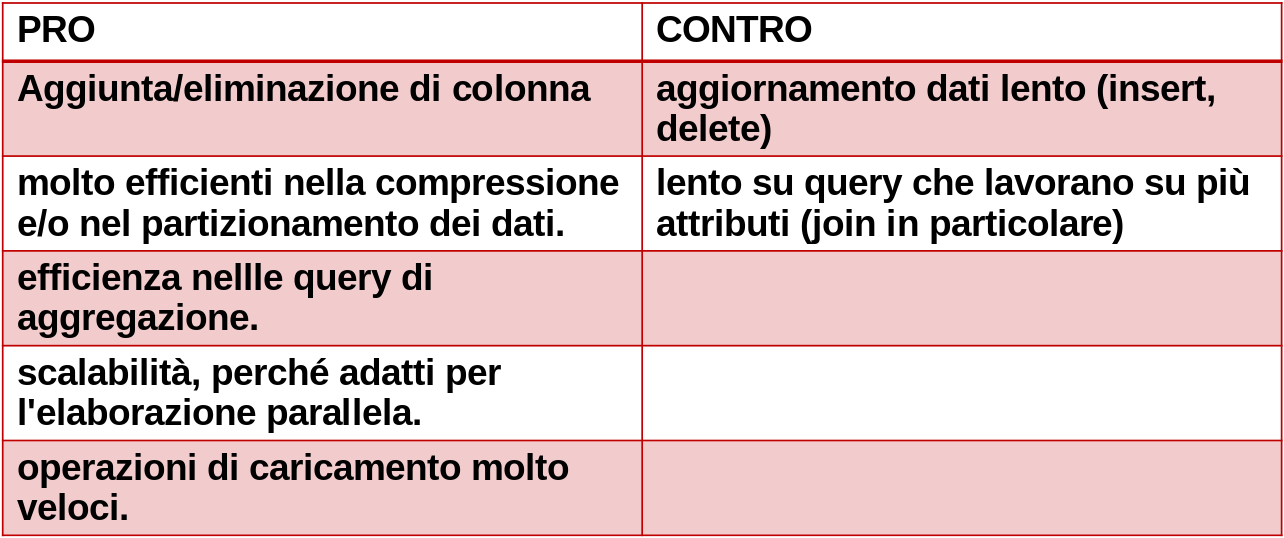 PRO
CONTRO
Aggiunta/eliminazione di colonna
aggiornamento dati lento (insert,
delete)
molto efficienti nella compressione
e/o nel partizionamento dei dati.
lento su query che lavorano su più
attributi (join in particolare)
efficienza nellle query di
aggregazione.
scalabilità, perché adatti per
l'elaborazione parallela.
operazioni di caricamento molto
veloci.